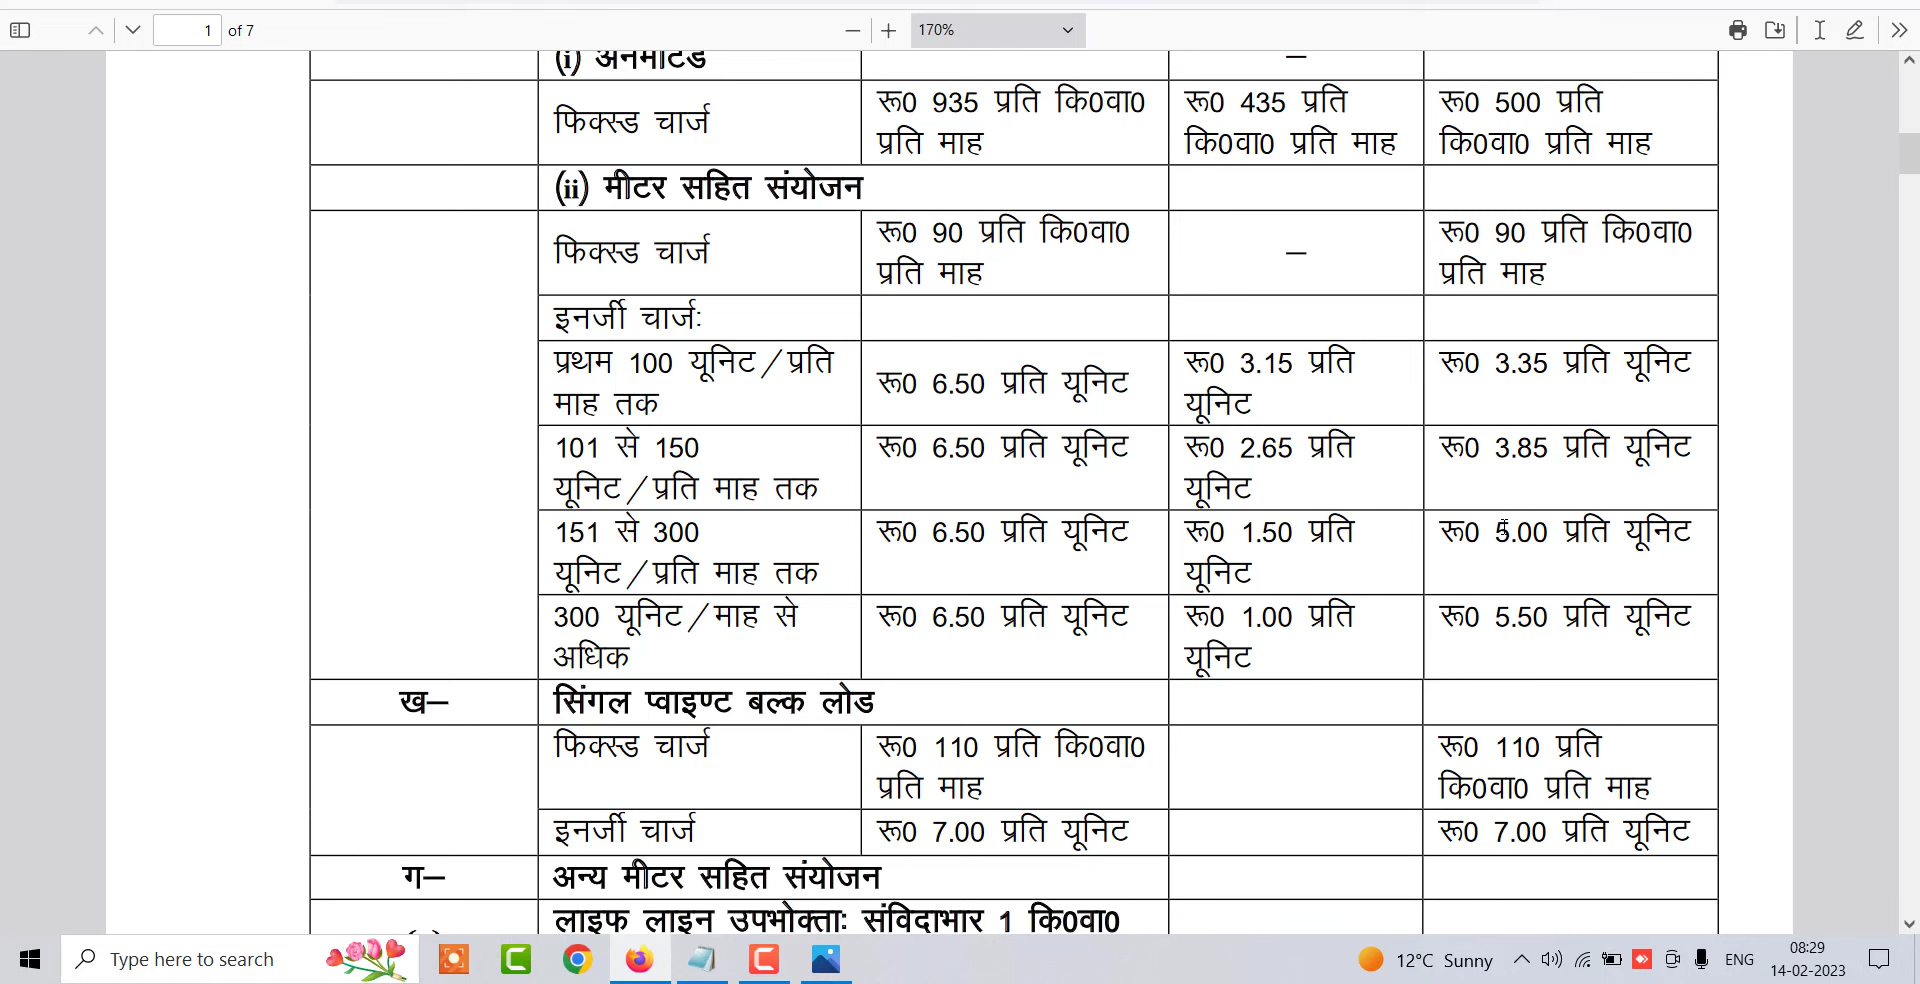 1 of 7
170%
(i) अनमीटर्ड
–
फिक्स्ड चार्ज
रू0 935 प्रति कि0वा0
प्रति माह
रू0 435 प्रति
कि0वा0 प्रति माह
रू0 500 प्रति
कि0वा0 प्रति माह
(ii) मीटर सहित संयोजन
फिक्स्ड चार्ज
रू0 90 प्रति कि0वा0
प्रति माह
–
रू0 90 प्रति कि0वा0
प्रति माह
इनर्जी चार्ज:
प्रथम 100 यूनिट/प्रति
माह तक
रू0 6.50 प्रति यूनिट
रू0 3.15 प्रति
यूनिट
रू0 3.35 प्रति यूनिट
101 से 150
यूनिट/प्रति माह तक
रू0 6.50 प्रति यूनिट
रू0 2.65 प्रति
यूनिट
रू0 3.85 प्रति यूनिट
151 से 300
यूनिट/प्रति माह तक
रू0 6.50 प्रति यूनिट
रू0 1.50 प्रति
यूनिट
रू0 5.00 प्रति यूनिट
300 यूनिट/माह से
अधिक
रू0 6.50 प्रति यूनिट
रू0 1.00 प्रति
यूनिट
रू0 5.50 प्रति यूनिट
ख–
सिंगल प्वाइण्ट बल्क लोड
फिक्स्ड चार्ज
रू0 110 प्रति कि0वा0
प्रति माह
रू0 110 प्रति
कि0वा0 प्रति माह
इनर्जी चार्ज
रू0 7.00 प्रति यूनिट
रू0 7.00 प्रति यूनिट
ग–
अन्य मीटर सहित संयोजन
लाइफ लाइन उपभोक्ता: संविदाभार 1 कि0वा0
Type here to search
12°C Sunny
ENG
08:29
14-02-2023